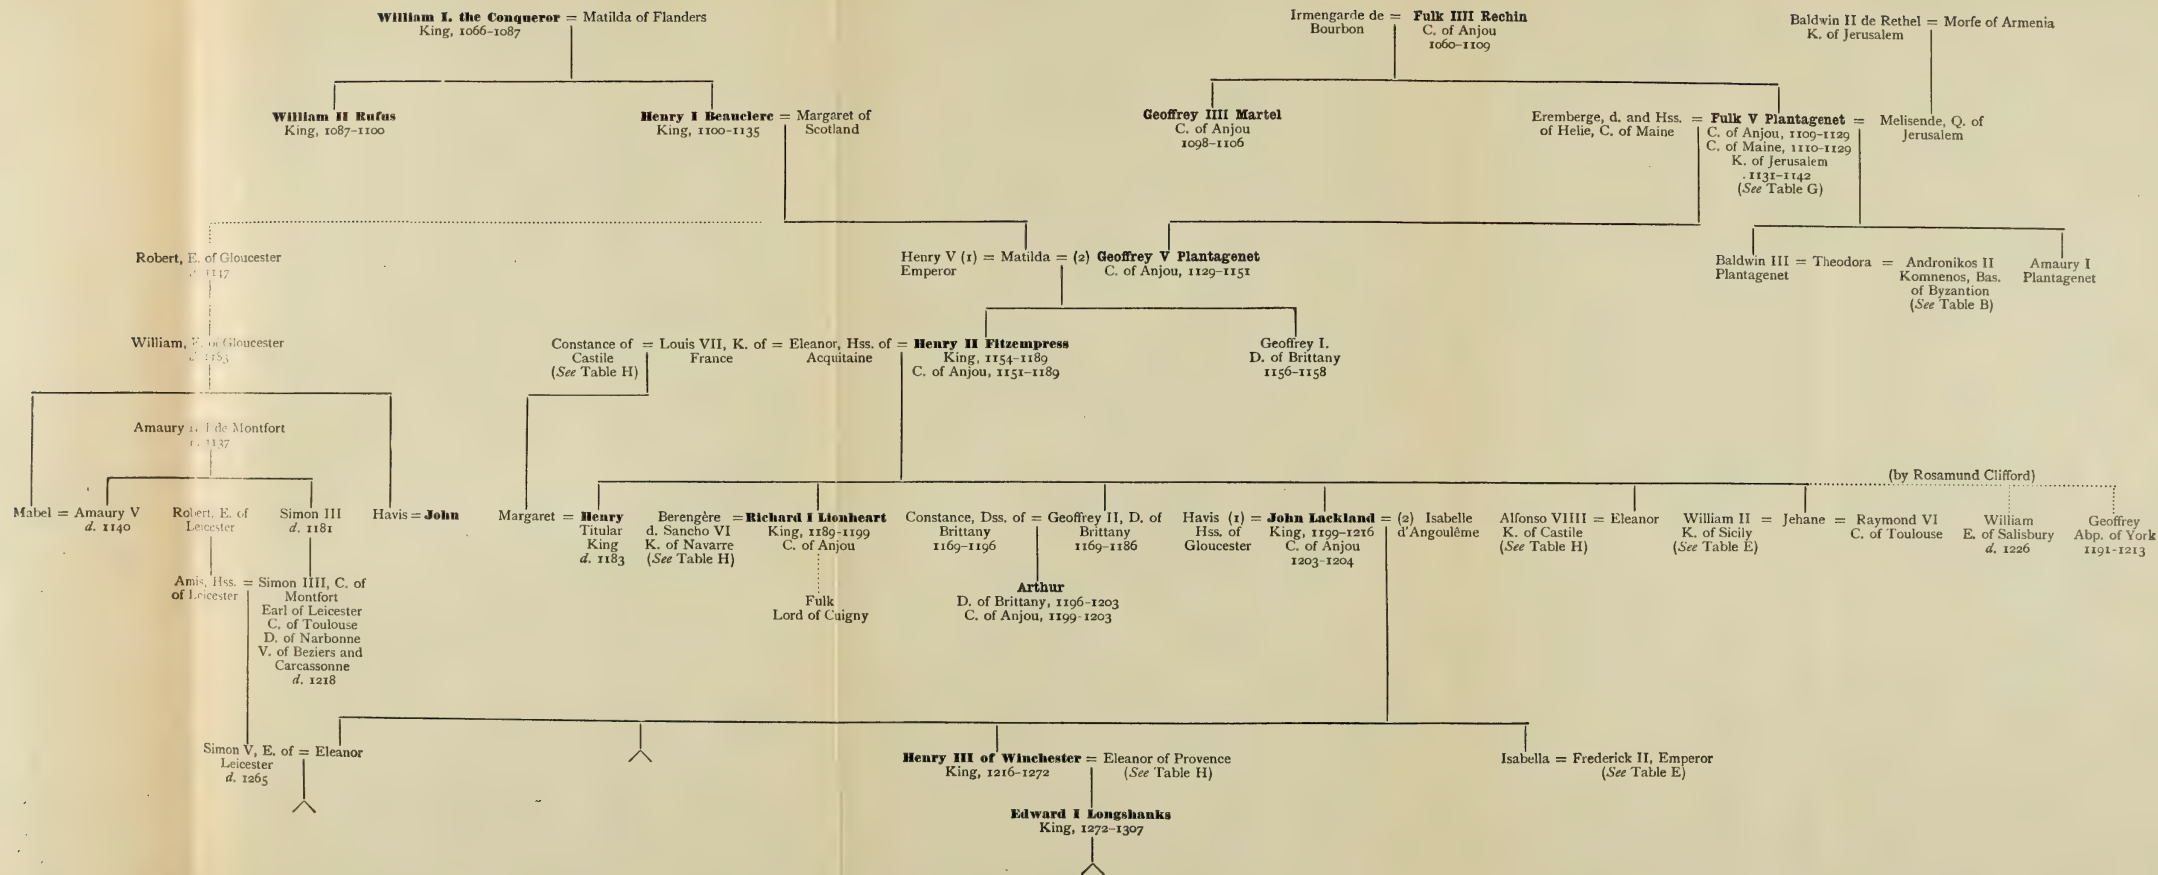 William I. the Conqueror = Matilda of Flanders
King, 1066-1087
Irmengarde de = Fulk IIII Rechin
Bourbon
C. of Anjou
1060-1109
Baldwin II de Rethel = Morfe of Armenia
K. of Jerusalem
William II Rufus
King, 1087-1100
Henry I Beauclerc = Margaret of
King, 1100-1135
Scotland
Geoffrey IIII Martel
C. of Anjou
1098-1106
Eremberge, d. and Hss. = Fulk V Plantagenet = Melisende, Q. of
of Helie, C. of Maine
C. of Anjou, 1109-1129
Jerusalem
C. of Maine, 1110-1129
K. of Jerusalem
1131-1142
(See Table G)
Robert, E. of Gloucester
1147
Henry V (1) = Matilda = (2) Geoffrey V Plantagenet
Emperor
C. of Anjou, 1129-1151
Baldwin III = Theodora = Andronikos II
Plantagenet
Komnenos, Bas.
of Byzantion
(See Table B)
Amaury I
Plantagenet
William, E. of Gloucester
1183
Constance of = Louis VII, K. of = Eleanor, Hss. of = Henry II Fitzempress
Castile
France
Acquitaine
King, 1154-1189
(See Table H)
C. of Anjou, 1151-1189
Geoffrey I.
D. of Brittany
1156-1158
Amaury de Montfort
1137
(by Rosamund Clifford)
Mabel = Amaury V
d. 1140
Robert, E. of
Leicester
Simon III
d. 1181
Havis = John
Margaret = Henry
Titular
King
d. 1183
Berengère = Richard I Lionheart
d. Sancho VI
King, 1189-1199
K. of Navarre
C. of Anjou
(See Table H)
Constance, Dss. of = Geoffrey II, D. of
Brittany
Brittany
1169-1196
1169-1186
Havis (1) = John Lackland = (2) Isabelle
Hss. of
King, 1199-1216
d'Angoulême
Gloucester
C. of Anjou
1203-1204
Alfonso VIIII = Eleanor
K. of Castile
(See Table H)
William II = Jehane = Raymond VI
K. of Sicily
C. of Toulouse
(See Table E)
William
E. of Salisbury
d. 1226
Geoffrey
Abp. of York
1191-1213
Amis, Hss. = Simon IIII, C. of
of Leicester
Montfort
Earl of Leicester
C. of Toulouse
D. of Narbonne
V. of Beziers and
Carcassonne
d. 1218
Fulk
Lord of Cuigny
Arthur
D. of Brittany, 1196-1203
C. of Anjou, 1199-1203
Simon V, E. of = Eleanor
Leicester
d. 1265
Henry III of Winchester = Eleanor of Provence
King, 1216-1272
(See Table H)
Isabella = Frederick II, Emperor
(See Table E)
Edward I Longshanks
King, 1272-1307